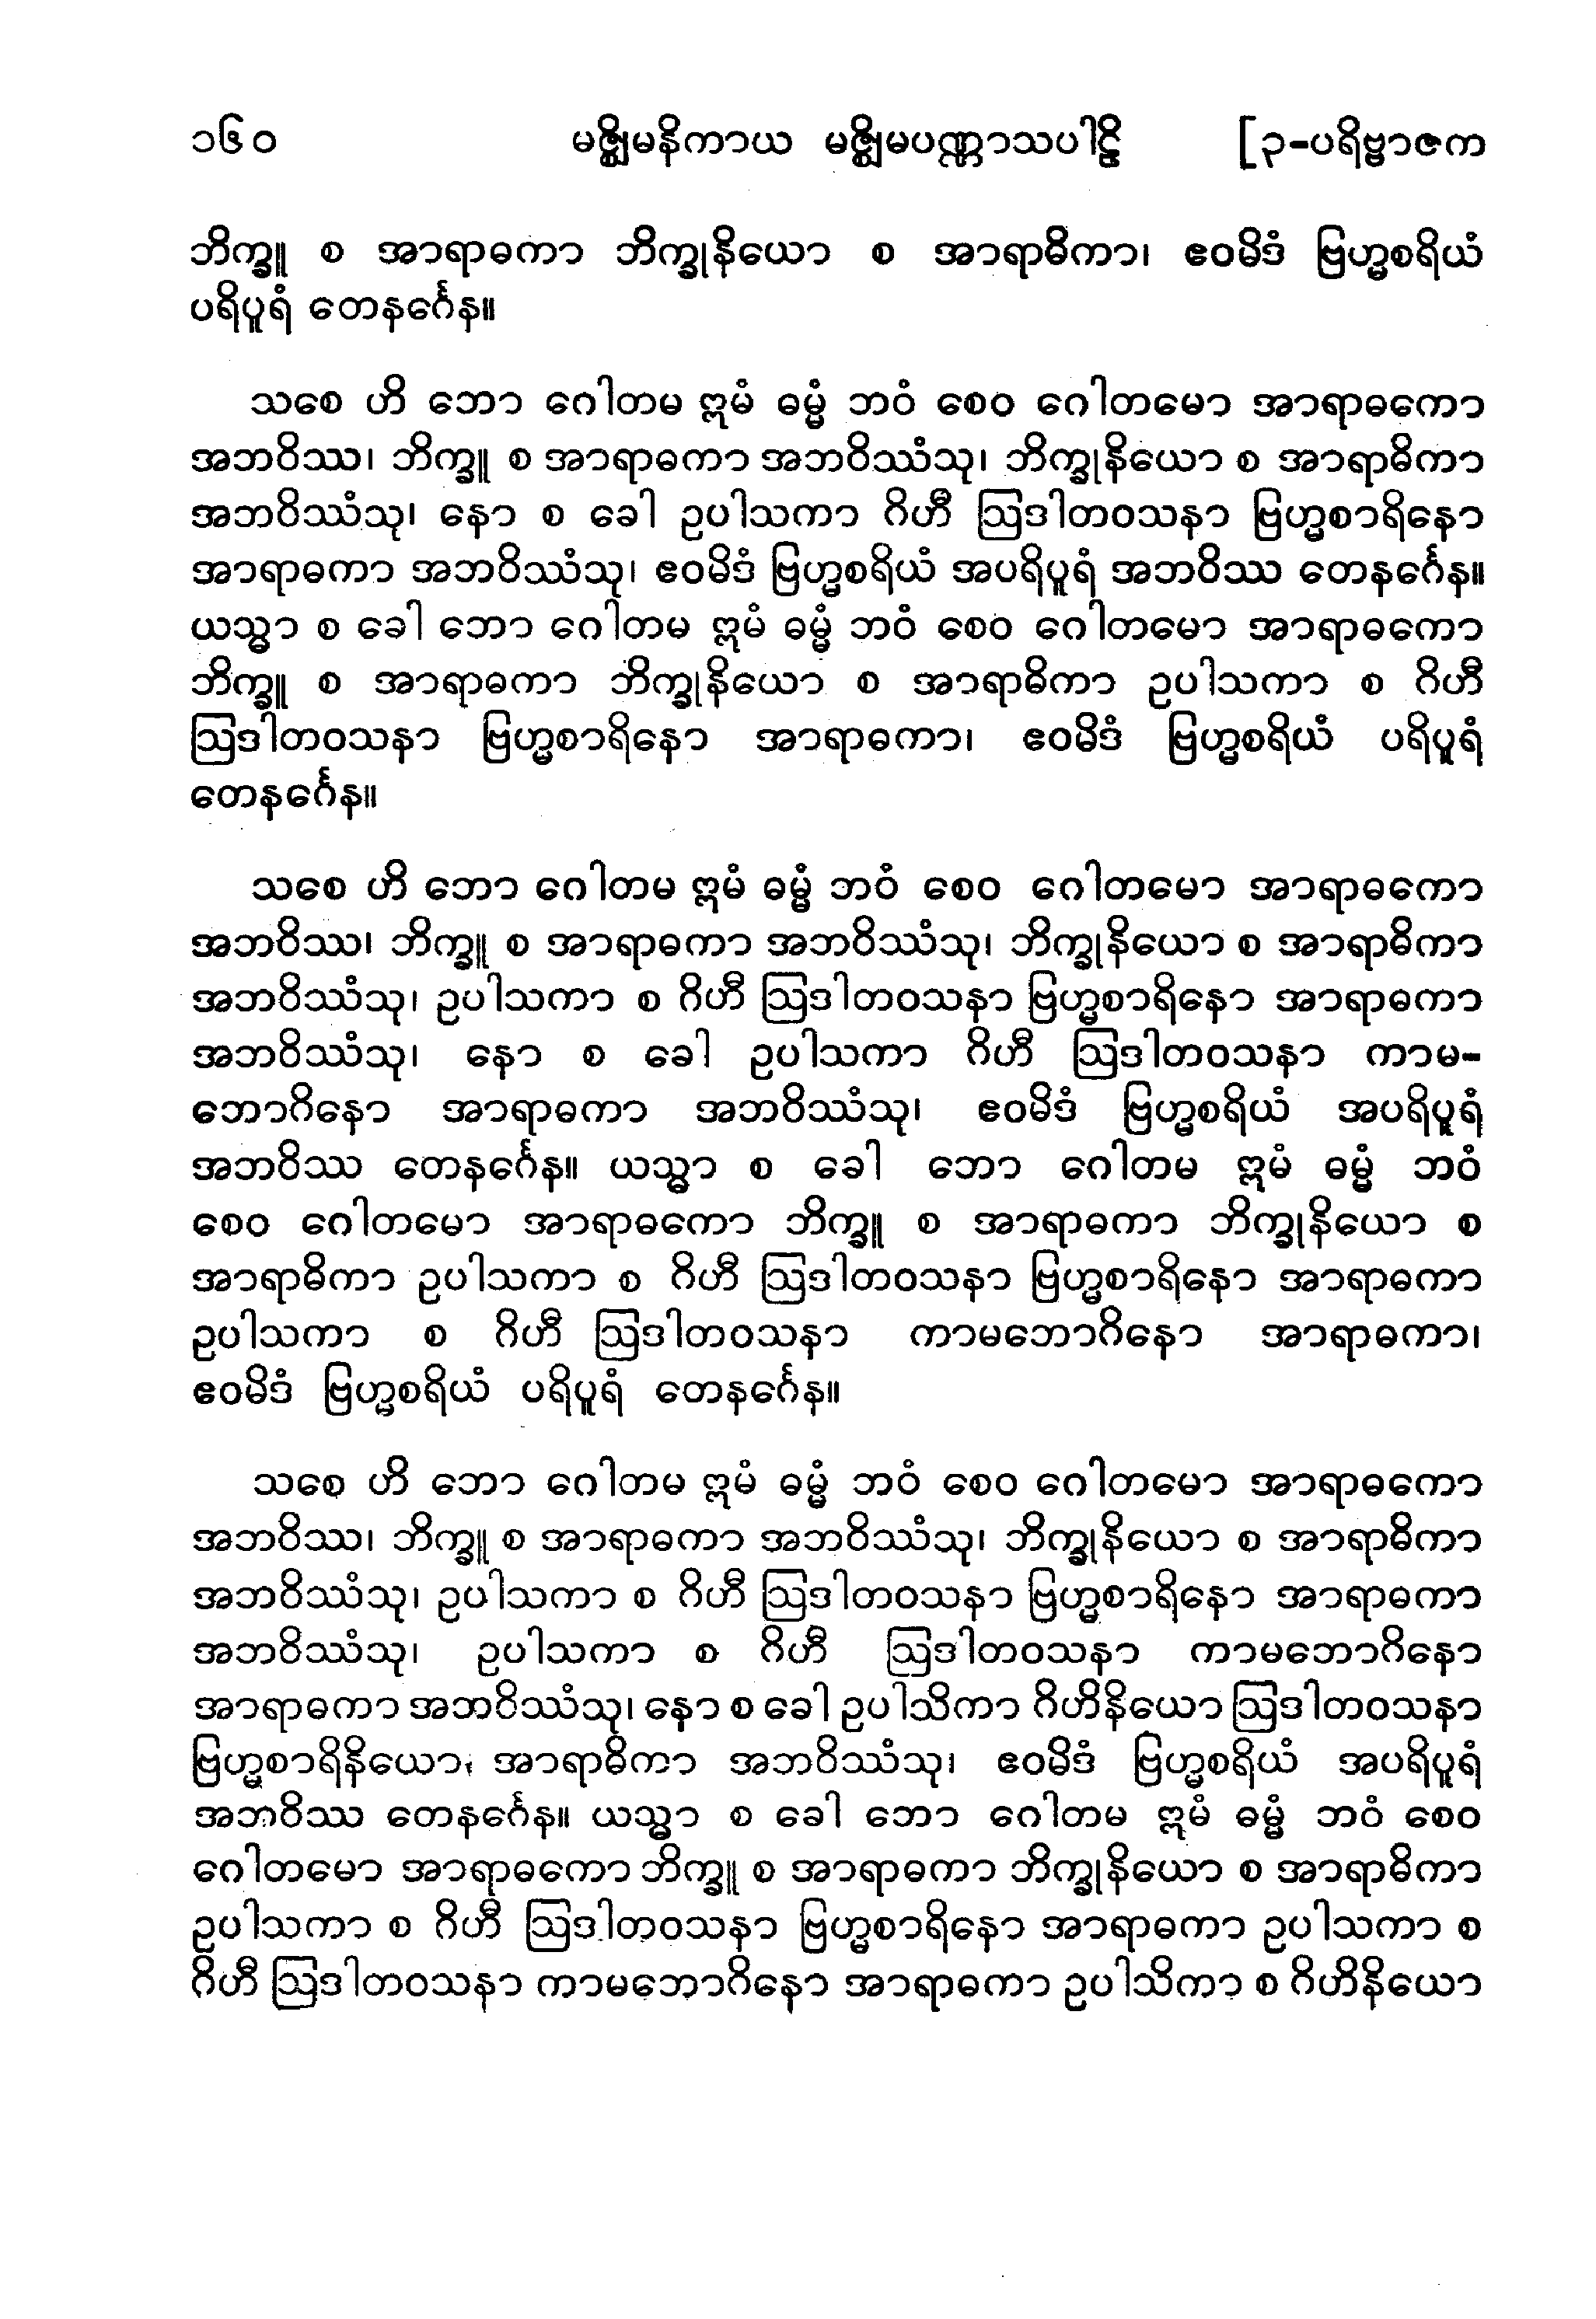 ၁၆၀ မဇ္ဈိမနိကာယ မဇ္ဈိမပဏ္ဏာသပါဠိ [၃-ပရိဗ္ဗာဇက
ဘိက္ခူ စ အာရာဓကာ ဘိက္ခုနိယော စ အာရာဓိကာ၊ ဧဝမိဒံ ဗြဟ္မစရိယံ
ပရိပူရံ တေနင်္ဂေန။
သစေ ဟိ ဘော ဂေါတမ ဣမံ ဓမ္မံ ဘဝံ စေဝ ဂေါတမော အာရာဓကော
အဘဝိဿ၊ ဘိက္ခူ စ အာရာဓကာ အဘဝိဿံသု၊ ဘိက္ခုနိယော စ အာရာဓိကာ
အဘဝိဿံသု၊ နော စ ခေါ ဥပါသကာ ဂိဟီ ဩဒါတဝသနာ ဗြဟ္မစာရိနော
အာရာဓကာ အဘဝိဿံသု၊ ဧဝမိဒံ ဗြဟ္မစရိယံ အပရိပူရံ အဘဝိဿ တေနင်္ဂေန။
ယသ္မာ စ ခေါ ဘော ဂေါတမ ဣမံ ဓမ္မံ ဘဝံ စေဝ ဂေါတမော အာရာဓကော
ဘိက္ခူ စ အာရာဓကာ ဘိက္ခုနိယော စ အာရာဓိကာ ဥပါသကာ စ ဂိဟီ
ဩဒါတဝသနာ ဗြဟ္မစာရိနော အာရာဓကာ၊ ဧဝမိဒံ ဗြဟ္မစရိယံ ပရိပူရံ
တေနင်္ဂေန။
သစေ ဟိ ဘော ဂေါတမ ဣမံ ဓမ္မံ ဘဝံ စေဝ ဂေါတမော အာရာဓကော
အဘဝိဿ၊ ဘိက္ခူ စ အာရာဓကာ အဘဝိဿံသု၊ ဘိက္ခုနိယော စ အာရာဓိကာ
အဘဝိဿံသု၊ ဥပါသကာ စ ဂိဟီ ဩဒါတဝသနာ ဗြဟ္မစာရိနော အာရာဓကာ
အဘဝိဿံသု၊ နော စ ခေါ ဥပါသကာ ဂိဟီ ဩဒါတဝသနာ ကာမ-
ဘောဂိနော အာရာဓကာ အဘဝိဿံသု၊ ဧဝမိဒံ ဗြဟ္မစရိယံ အပရိပူရံ
အဘဝိဿ တေနင်္ဂေန။ ယသ္မာ စ ခေါ ဘော ဂေါတမ ဣမံ ဓမ္မံ ဘဝံ
စေဝ ဂေါတမော အာရာဓကော ဘိက္ခူ စ အာရာဓကာ ဘိက္ခုနိယော စ
အာရာဓိကာ ဥပါသကာ စ ဂိဟီ ဩဒါတဝသနာ ဗြဟ္မစာရိနော အာရာဓကာ
ဥပါသကာ စ ဂိဟီ ဩဒါတဝသနာ ကာမဘောဂိနော အာရာဓကာ၊
ဧဝမိဒံ ဗြဟ္မစရိယံ ပရိပူရံ တေနင်္ဂေန။
သစေ ဟိ ဘော ဂေါတမ ဣမံ ဓမ္မံ ဘဝံ စေဝ ဂေါတမော အာရာဓကော
အဘဝိဿ၊ ဘိက္ခူ စ အာရာဓကာ အဘဝိဿံသု၊ ဘိက္ခုနိယော စ အာရာဓိကာ
အဘဝိဿံသု၊ ဥပါသကာ စ ဂိဟီ ဩဒါတဝသနာ ဗြဟ္မစာရိနော အာရာဓကာ
အဘဝိဿံသု၊ ဥပါသကာ စ ဂိဟီ ဩဒါတဝသနာ ကာမဘောဂိနော
အာရာဓကာ အဘဝိဿံသု၊ နော စ ခေါ ဥပါသိကာ ဂိဟိနိယော ဩဒါတဝသနာ
ဗြဟ္မစာရိနိယော၊ အာရာဓိကာ အဘဝိဿံသု၊ ဧဝမိဒံ ဗြဟ္မစရိယံ အပရိပူရံ
အဘဝိဿ တေနင်္ဂေန။ ယသ္မာ စ ခေါ ဘော ဂေါတမ ဣမံ ဓမ္မံ ဘဝံ စေဝ
ဂေါတမော အာရာဓကော ဘိက္ခူ စ အာရာဓကာ ဘိက္ခုနိယော စ အာရာဓိကာ
ဥပါသကာ စ ဂိဟီ ဩဒါတဝသနာ ဗြဟ္မစာရိနော အာရာဓကာ ဥပါသကာ စ
ဂိဟီ ဩဒါတဝသနာ ကာမဘောဂိနော အာရာဓကာ ဥပါသိကာ စ ဂိဟိနိယော